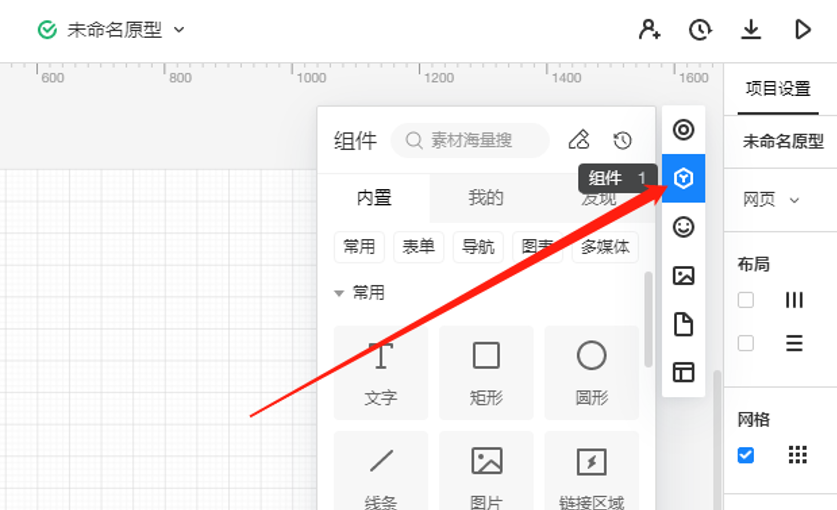 未命名原型
600 800 1000 1200 1400 1600
项目设置
组件 素材海量搜
未命名原型
组件 1
内置 我的 发现
网页
常用 表单 导航 图表 多媒体
布局
常用
文字 矩形 圆形
网格
线条 图片 链接区域